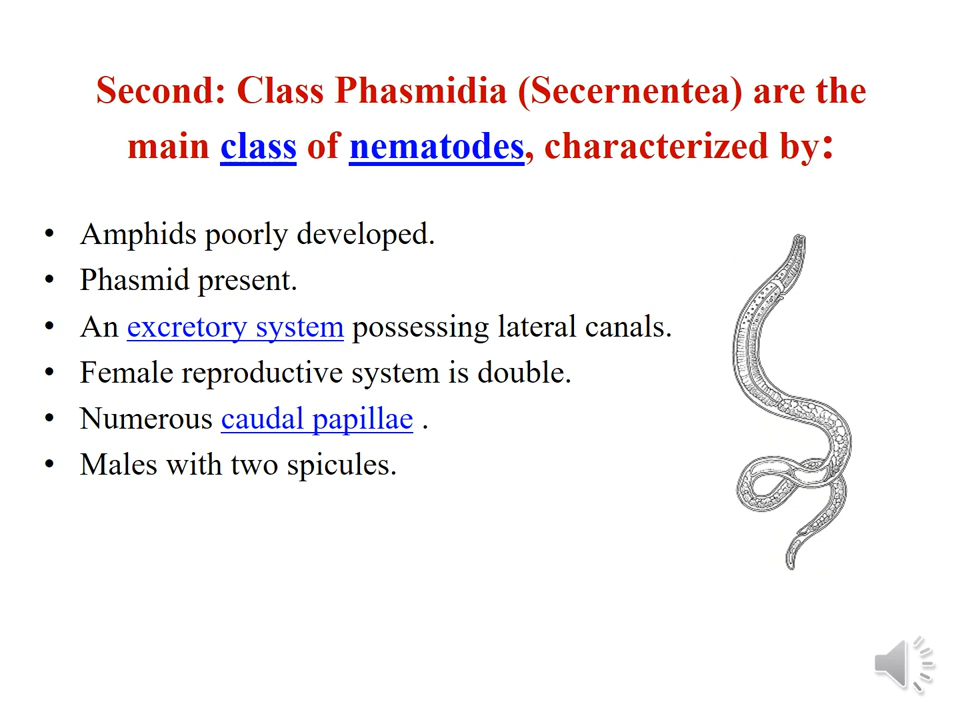 Second: Class Phasmidia (Secernentea) are the
main class of nematodes, characterized by:
• Amphids poorly developed.
• Phasmid present.
• An excretory system possessing lateral canals.
• Female reproductive system is double.
• Numerous caudal papillae .
• Males with two spicules.